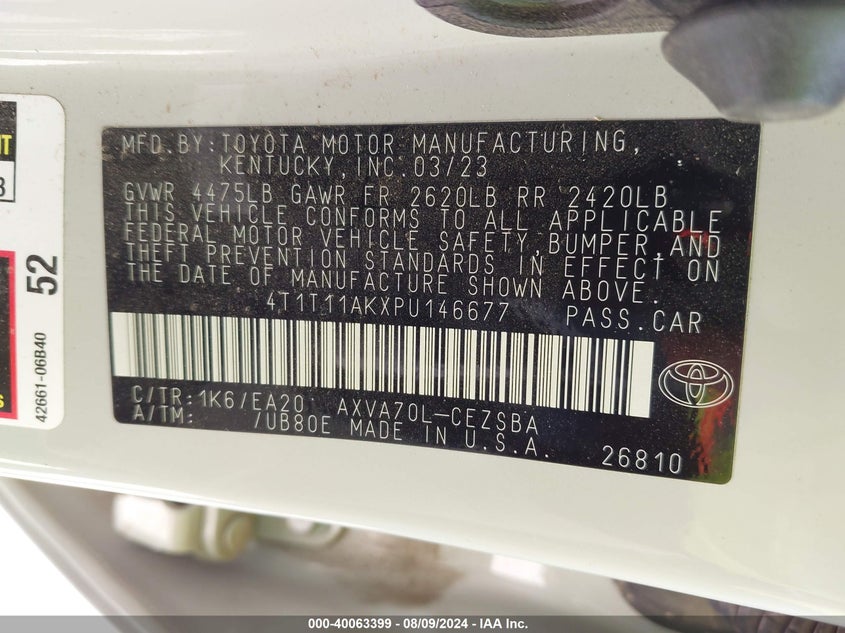 MFD.BY:TOYOTA MOTOR MANUFACTURING,
KENTUCKY,INC.03/23
GVWR 4475LB GAWR FR 2620LB RR 2420LB
THIS VEHICLE CONFORMS TO ALL APPLICABLE
FEDERAL MOTOR VEHICLE SAFETY,BUMPER,AND
THEFT PREVENTION STANDARDS IN EFFECT ON
THE DATE OF MANUFACTURE SHOWN ABOVE.
4T1T11AKXPU146677 PASS.CAR
C/TR:1K6/EA20 AXVA70L-CEZSBA
A/TM: /UB80E MADE IN U.S.A.
26810
52
42661-06B40
000-40063399 - 08/09/2024 - IAA Inc.